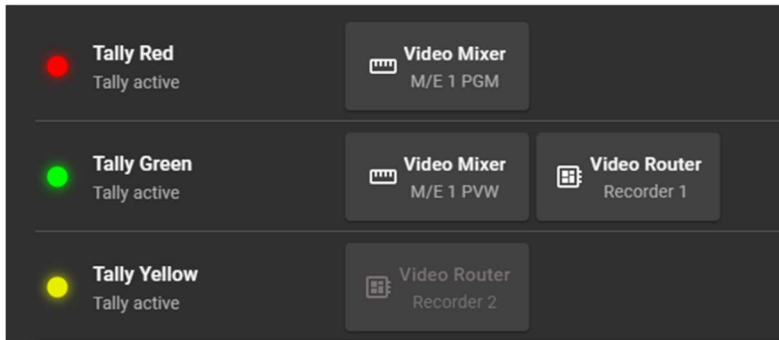 Tally Red
Tally active
Video Mixer
M/E 1 PGM
Tally Green
Tally active
Video Mixer
M/E 1 PVW
Video Router
Recorder 1
Tally Yellow
Tally active
Video Router
Recorder 2